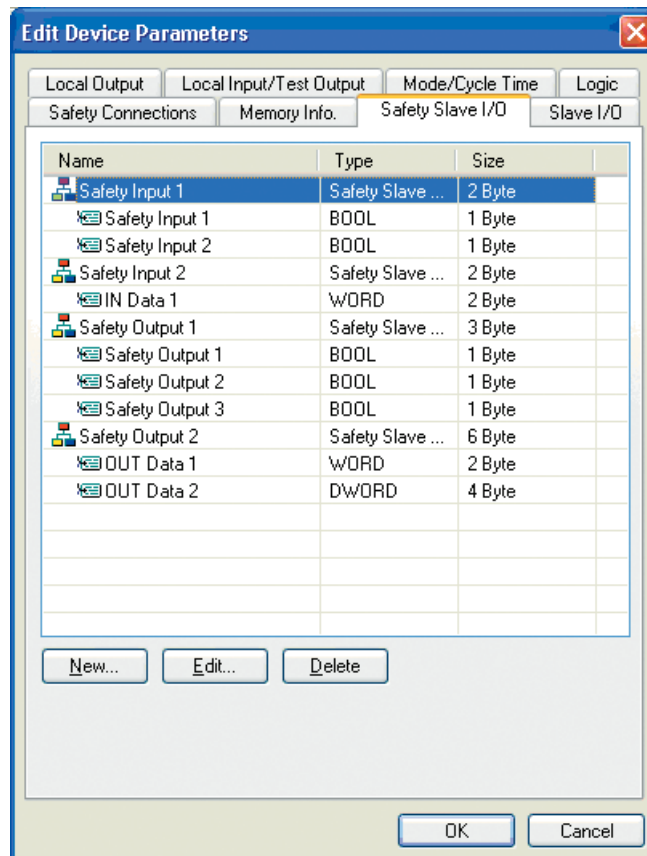 Edit Device Parameters
Local Output Local Input/Test Output Mode/Cycle Time Logic
Safety Connections Memory Info. Safety Slave I/O Slave I/O
Name Type Size
Safety Input 1 Safety Slave ... 2 Byte
Safety Input 1 BOOL 1 Byte
Safety Input 2 BOOL 1 Byte
Safety Input 2 Safety Slave ... 2 Byte
IN Data 1 WORD 2 Byte
Safety Output 1 Safety Slave ... 3 Byte
Safety Output 1 BOOL 1 Byte
Safety Output 2 BOOL 1 Byte
Safety Output 3 BOOL 1 Byte
Safety Output 2 Safety Slave ... 6 Byte
OUT Data 1 WORD 2 Byte
OUT Data 2 DWORD 4 Byte
New... Edit... Delete
OK Cancel